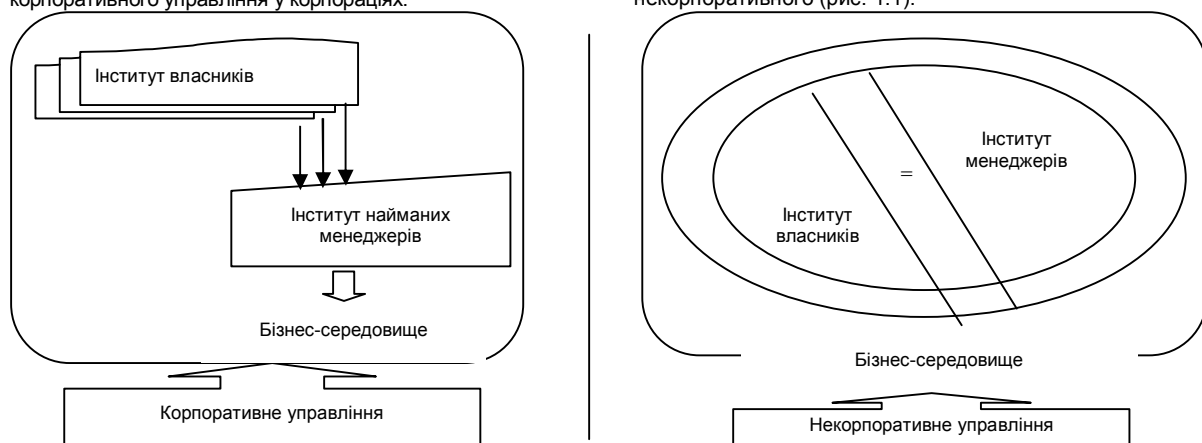 корпоративного управління у корпораціях.
некорпоративного (рис. 1.1).
Інститут власників
Інститут найманих
менеджерів
Бізнес-середовище
Корпоративне управління
Інститут
менеджерів
=
Інститут
власників
Бізнес-середовище
Некорпоративне управління